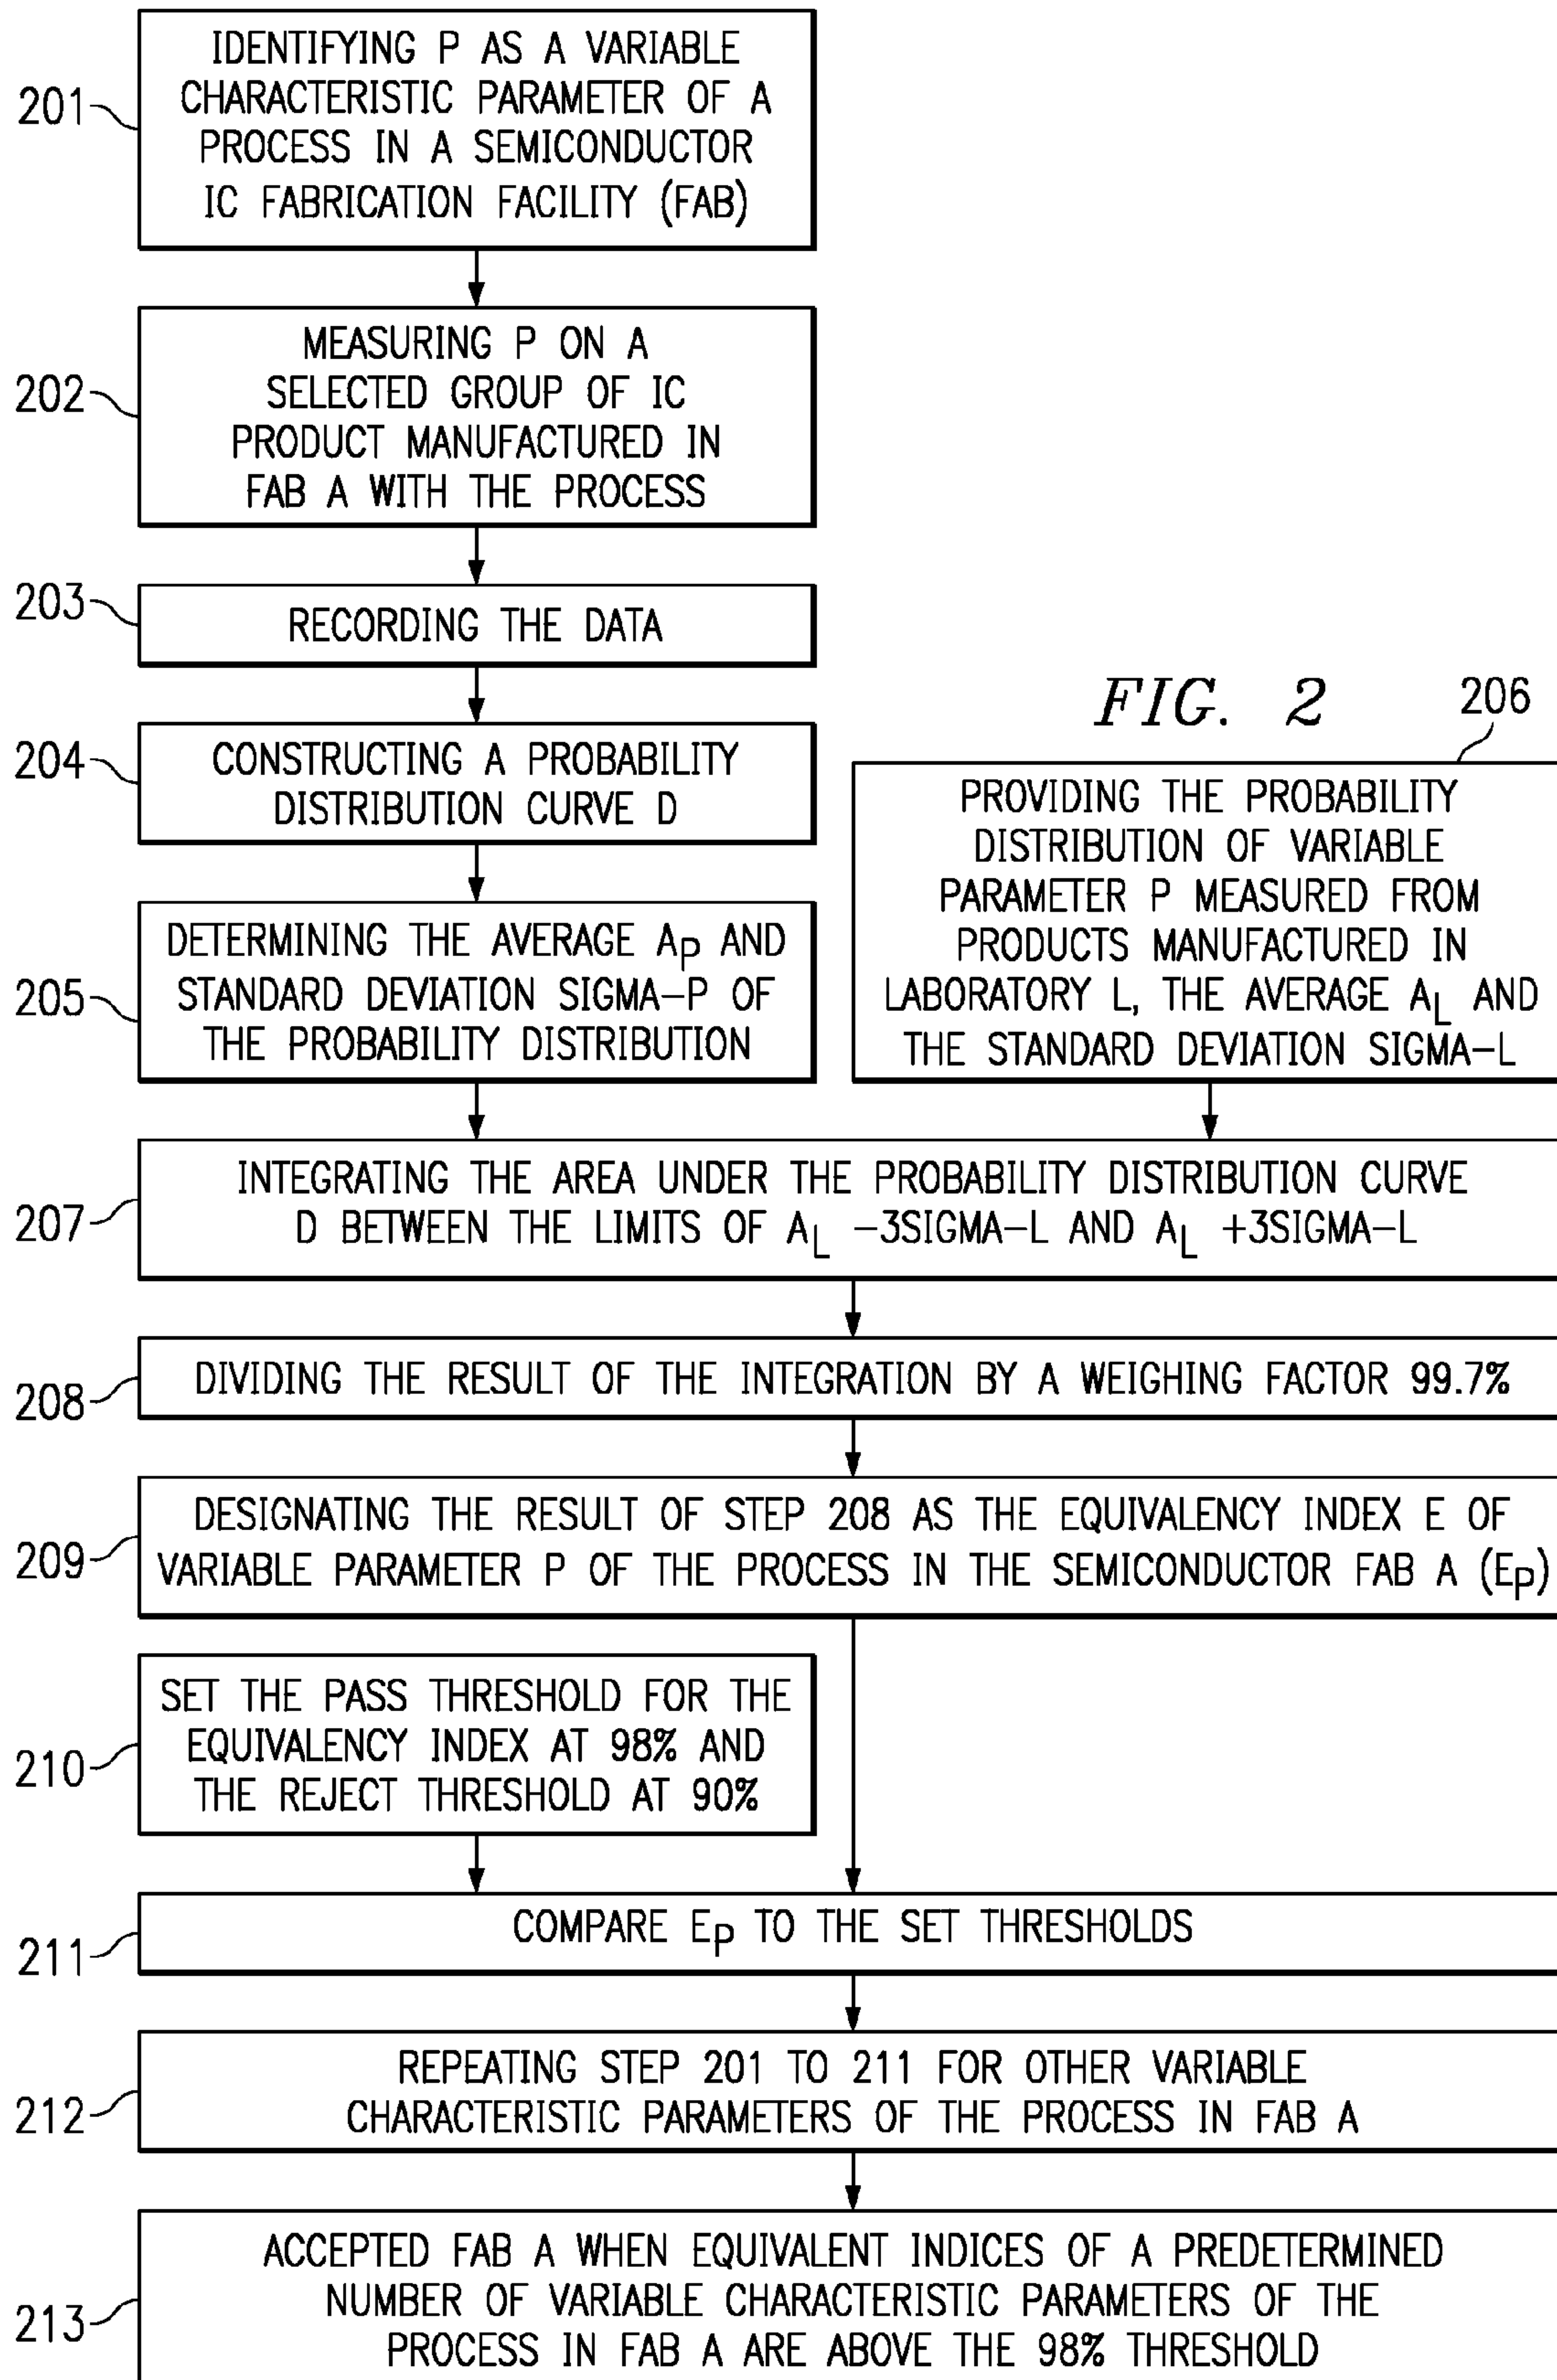 201
IDENTIFYING P AS A VARIABLE
CHARACTERISTIC PARAMETER OF A
PROCESS IN A SEMICONDUCTOR
IC FABRICATION FACILITY (FAB)
202
MEASURING P ON A
SELECTED GROUP OF IC
PRODUCT MANUFACTURED IN
FAB A WITH THE PROCESS
203
RECORDING THE DATA
FIG. 2
204
CONSTRUCTING A PROBABILITY
DISTRIBUTION CURVE D
205
DETERMINING THE AVERAGE AP AND
STANDARD DEVIATION SIGMA-P OF
THE PROBABILITY DISTRIBUTION
206
PROVIDING THE PROBABILITY
DISTRIBUTION OF VARIABLE
PARAMETER P MEASURED FROM
PRODUCTS MANUFACTURED IN
LABORATORY L, THE AVERAGE AL AND
THE STANDARD DEVIATION SIGMA-L
207
INTEGRATING THE AREA UNDER THE PROBABILITY DISTRIBUTION CURVE
D BETWEEN THE LIMITS OF AL -3SIGMA-L AND AL +3SIGMA-L
208
DIVIDING THE RESULT OF THE INTEGRATION BY A WEIGHING FACTOR 99.7%
209
DESIGNATING THE RESULT OF STEP 208 AS THE EQUIVALENCY INDEX E OF
VARIABLE PARAMETER P OF THE PROCESS IN THE SEMICONDUCTOR FAB A (EP)
210
SET THE PASS THRESHOLD FOR THE
EQUIVALENCY INDEX AT 98% AND
THE REJECT THRESHOLD AT 90%
211
COMPARE EP TO THE SET THRESHOLDS
212
REPEATING STEP 201 TO 211 FOR OTHER VARIABLE
CHARACTERISTIC PARAMETERS OF THE PROCESS IN FAB A
213
ACCEPTED FAB A WHEN EQUIVALENT INDICES OF A PREDETERMINED
NUMBER OF VARIABLE CHARACTERISTIC PARAMETERS OF THE
PROCESS IN FAB A ARE ABOVE THE 98% THRESHOLD